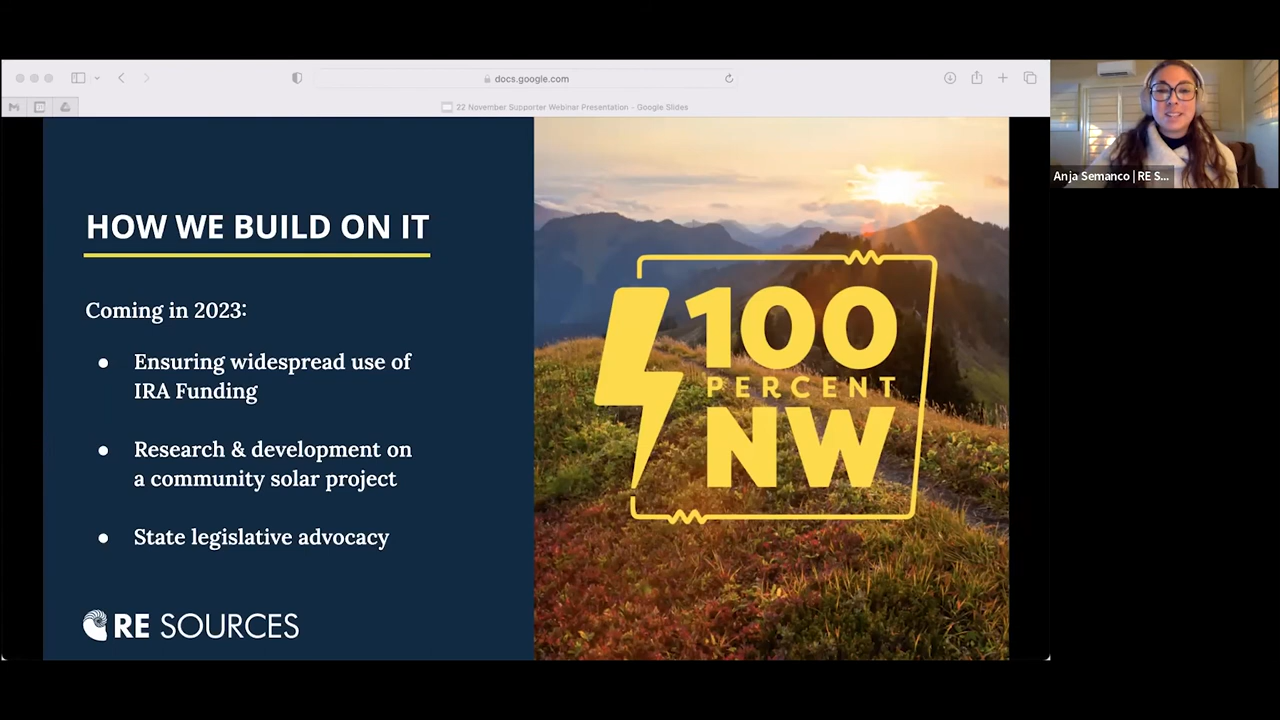 docs.google.com
22 November Supporter Webinar Presentation - Google Slides
Anja Semanco | RE S...
HOW WE BUILD ON IT
Coming in 2023:
● Ensuring widespread use of
IRA Funding
● Research & development on
a community solar project
● State legislative advocacy
RE SOURCES
100
PERCENT
NW